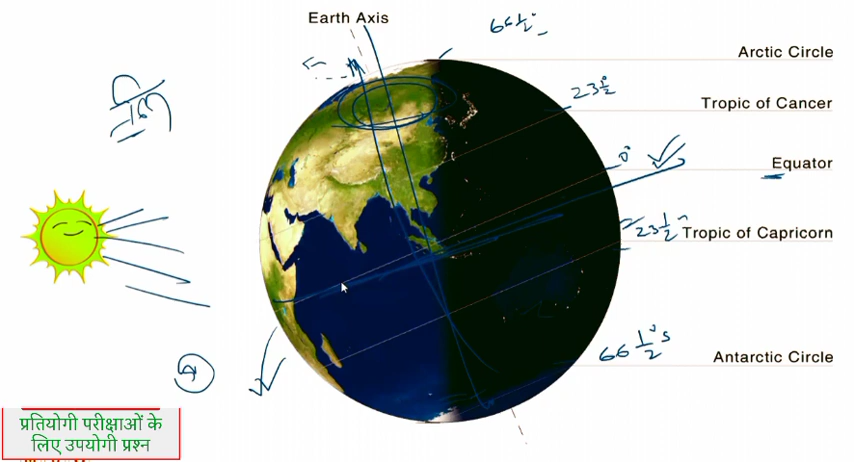 Earth Axis
66½°
Arctic Circle
23½°
Tropic of Cancer
0°
Equator
23½°
Tropic of Capricorn
66½°s
Antarctic Circle
प्रतियोगी परीक्षाओं के
लिए उपयोगी प्रश्न